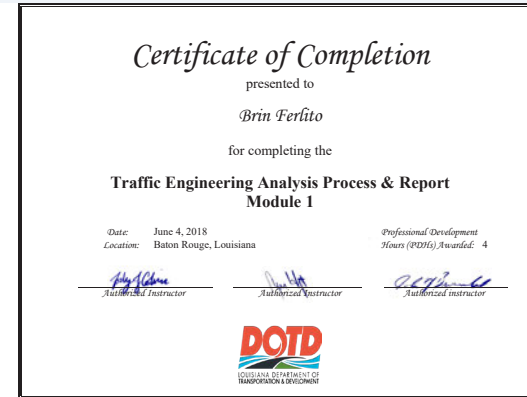 Certificate of Completion
presented to
Brin Ferlito
for completing the
Traffic Engineering Analysis Process & Report
Module 1
Date: June 4, 2018
Location: Baton Rouge, Louisiana
Professional Development
Hours (PDHs) Awarded: 4
Authorized Instructor
Authorized Instructor
Authorized instructor
DOTD
LOUISIANA DEPARTMENT OF
TRANSPORTATION & DEVELOPMENT